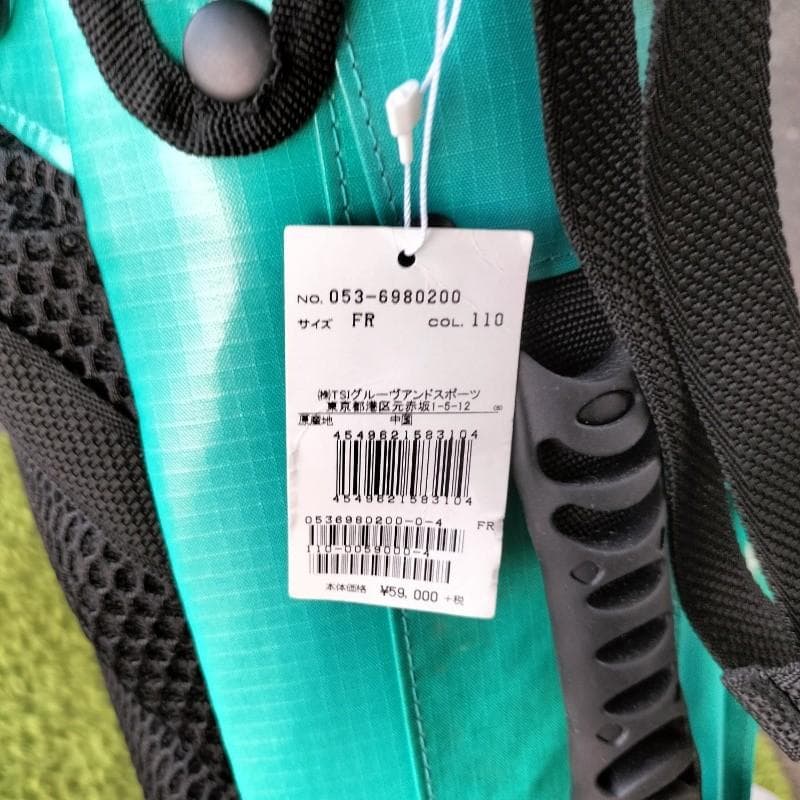 NO. 053-6980200
サイズ FR COL. 110
㈱TSIグルーヴアンドスポーツ
東京都港区元赤坂1-5-12
原産地 中国
4549621583104
4549621583104
0536980200-0-4 FR
110-0059000-4
本体価格 ¥59,000 +税